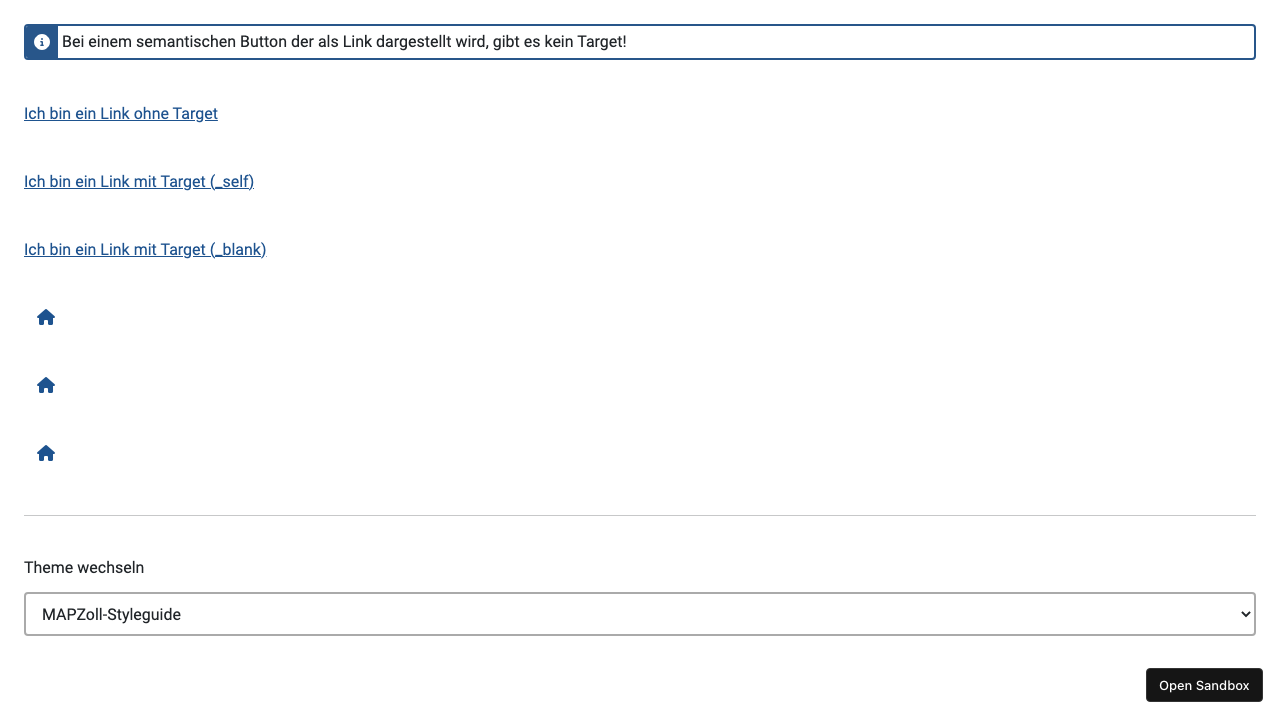 Bei einem semantischen Button der als Link dargestellt wird, gibt es kein Target!
Ich bin ein Link ohne Target
Ich bin ein Link mit Target (_self)
Ich bin ein Link mit Target (_blank)
Theme wechseln
MAPZoll-Styleguide
Open Sandbox